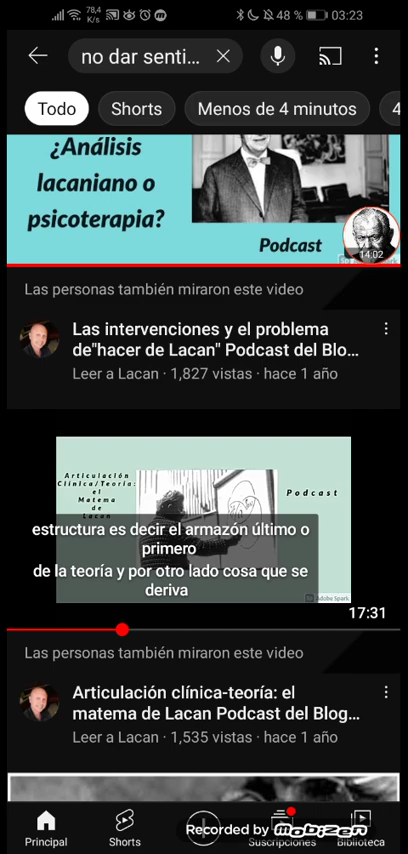 78,4
K/s
48 %
03:23
no dar senti...
Todo
Shorts
Menos de 4 minutos
4
¿Análisis
lacaniano o
psicoterapia?
Podcast
14:02
Las personas también miraron este video
Las intervenciones y el problema
de"hacer de Lacan" Podcast del Blo...
Leer a Lacan · 1,827 vistas · hace 1 año
Articulación
Clínica/Teoría:
el
Matema
de
Lacan
Podcast
estructura es decir el armazón último o
primero
de la teoría y por otro lado cosa que se
deriva
Adobe Spark
17:31
Las personas también miraron este video
Articulación clínica-teoría: el
matema de Lacan Podcast del Blog...
Leer a Lacan · 1,535 vistas · hace 1 año
Principal
Shorts
Suscripciones
Biblioteca
Recorded by mobizen